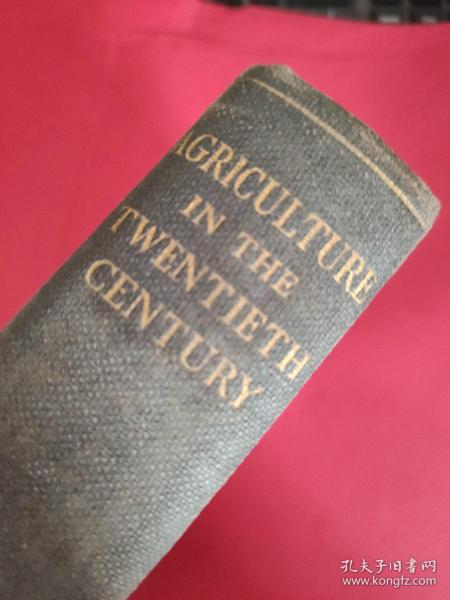 AGRICULTURE
IN THE
TWENTIETH
CENTURY
孔夫子旧书网
www.kongfz.com